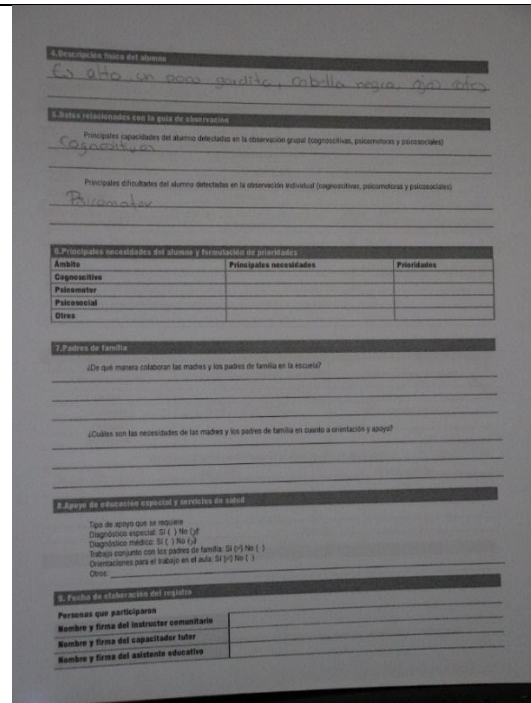 4.Descripción física del alumno
Es alto, un poco gordito, cabello negro, ojos cafes
5.Datos relacionados con la guía de observación
Principales capacidades del alumno detectadas en la observación grupal (cognoscitivas, psicomotoras y psicosociales)
Cognositivas
Principales dificultades del alumno detectadas en la observación individual (cognoscitivas, psicomotoras y psicosociales)
Psicomotor
6.Principales necesidades del alumno y formulación de prioridades
Ámbito Principales necesidades Prioridades
Cognoscitivo
Psicomotor
Psicosocial
Otros
7.Padres de familia
¿De qué manera colaboran las madres y los padres de familia en la escuela?
¿Cuáles son las necesidades de las madres y los padres de familia en cuanto a orientación y apoyo?
8.Apoyo de educación especial y servicios de salud
Tipo de apoyo que se requiere
Diagnóstico especial: Sí ( ) No ( )
Diagnóstico médico: Sí ( ) No ( )
Trabajo conjunto con los padres de familia: Sí ( ) No ( )
Orientaciones para el trabajo en el aula: Sí ( ) No ( )
Otros:
9. Fecha de elaboración del registro
Personas que participaron
Nombre y firma del instructor comunitario
Nombre y firma del capacitador tutor
Nombre y firma del asistente educativo